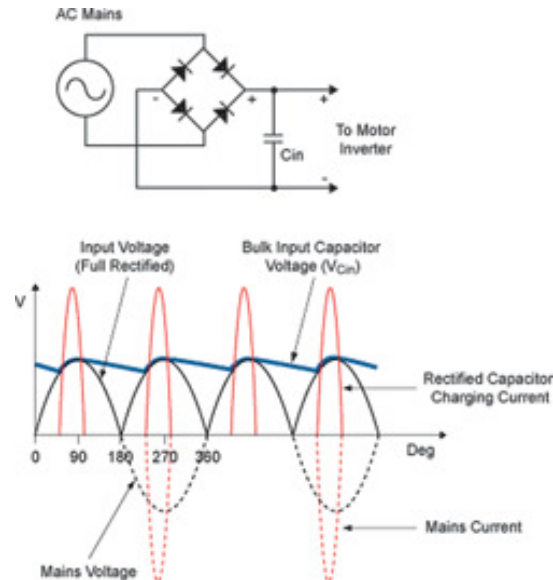 AC Mains
-
+
+
Cin
To Motor
Inverter
-
Input Voltage
(Full Rectified)
Bulk Input Capacitor
Voltage (VCin)
V
Rectified Capacitor
Charging Current
Deg
0 90 180 270 360
Mains Current
Mains Voltage